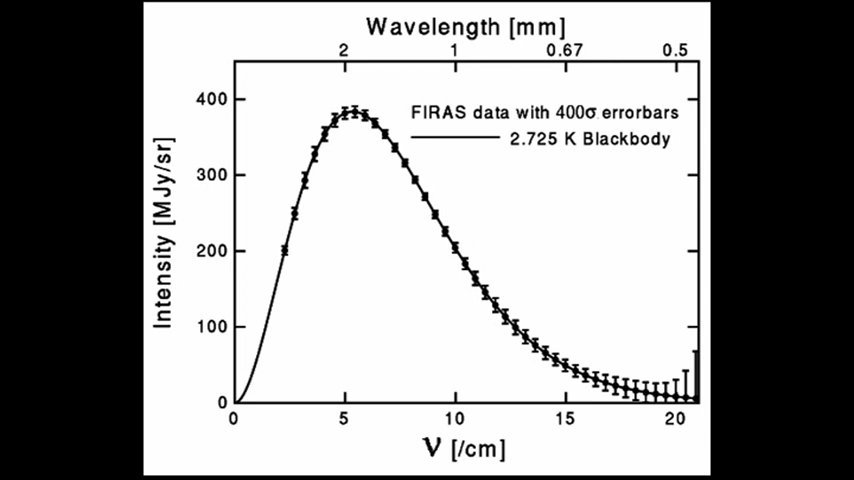 Wavelength [mm]
2 1 0.67 0.5
FIRAS data with 400σ errorbars
2.725 K Blackbody
Intensity [MJy/sr]
400
300
200
100
0
0 5 10 15 20
ν [/cm]